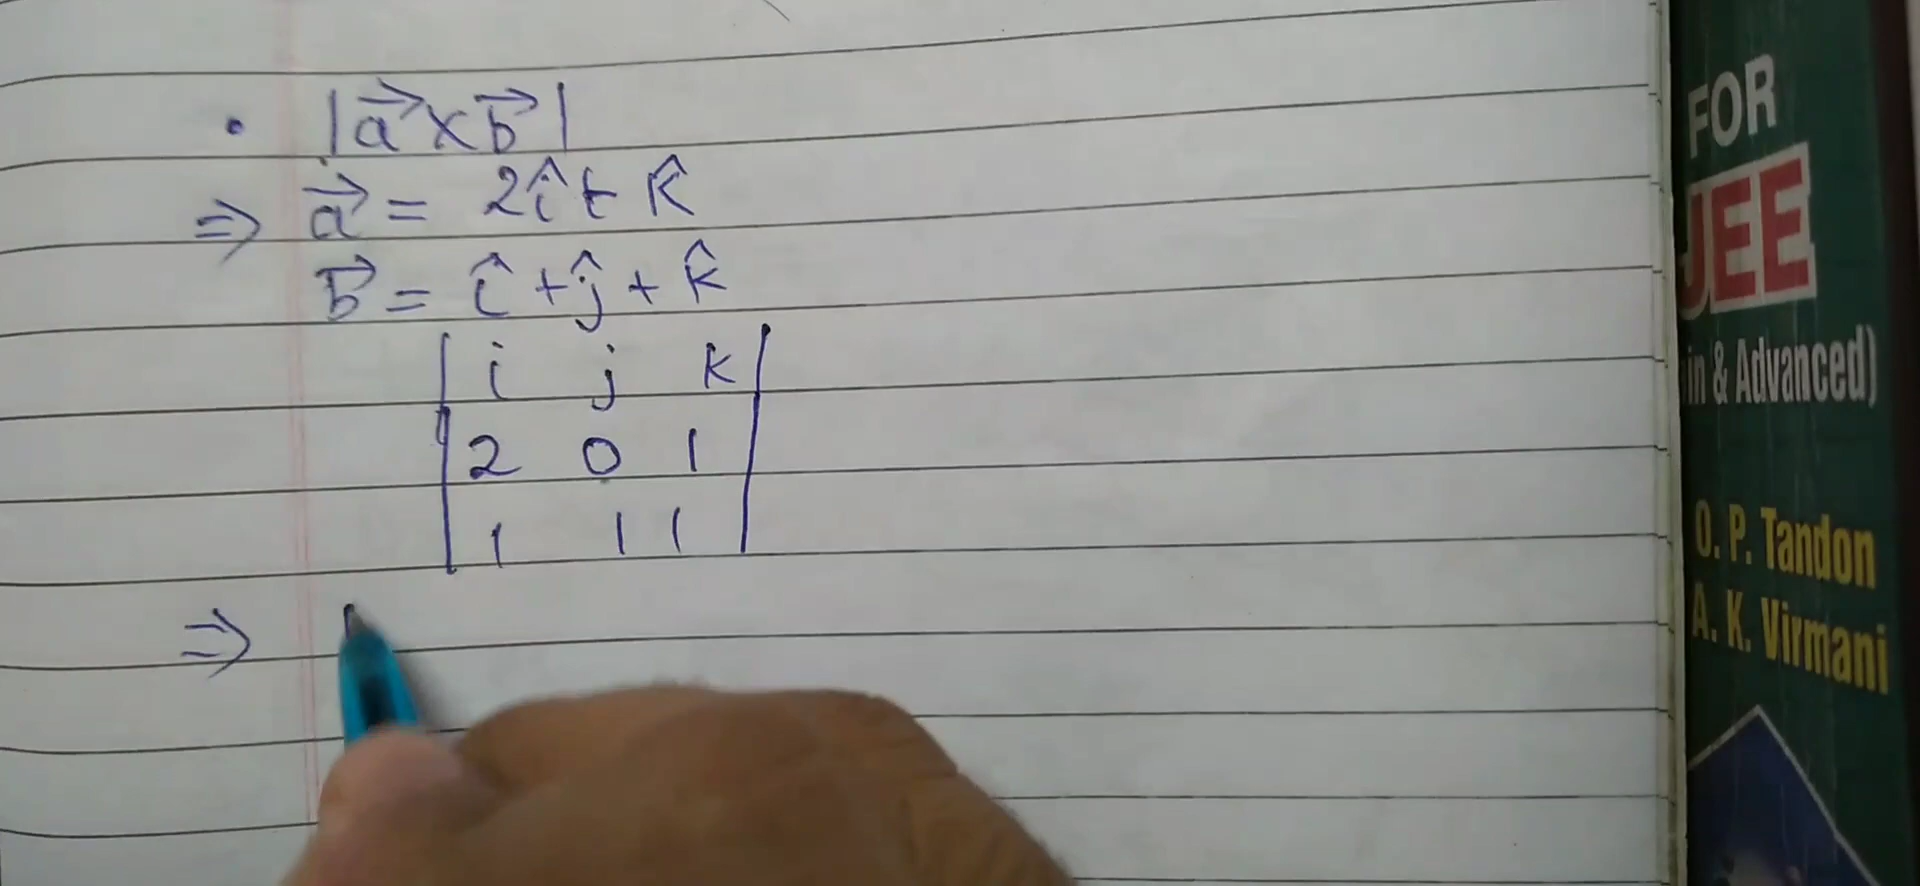 • |a⃗ × b⃗|
⇒ a⃗ = 2î + k̂
b⃗ = î + ĵ + k̂
| i j k |
| 2 0 1 |
| 1 1 1 |
⇒
FOR
JEE
in & Advanced)
O. P. Tandon
A. K. Virmani